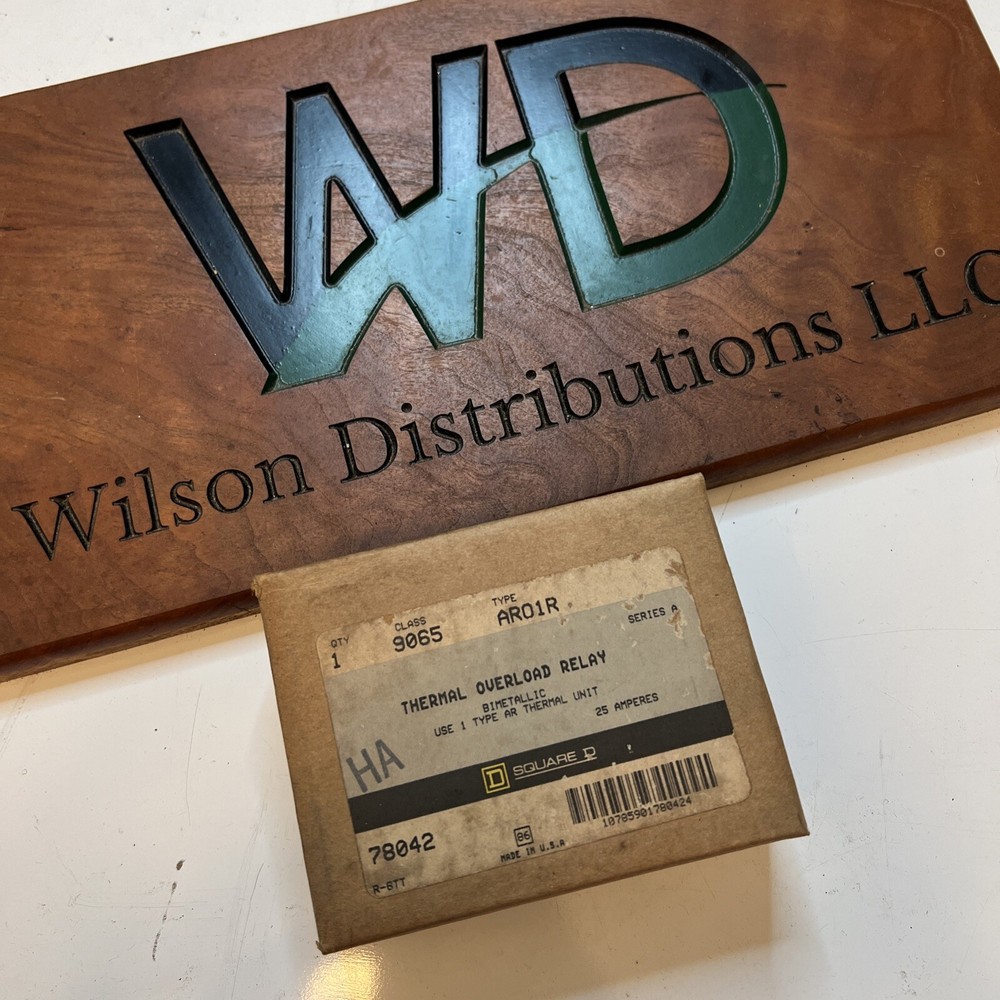 WD
Wilson Distributions LLC
QTY
1
CLASS
9065
TYPE
AR01R
SERIES A
THERMAL OVERLOAD RELAY
BIMETALLIC
USE 1 TYPE AR THERMAL UNIT
25 AMPERES
HA
D SQUARE D
10785901780424
78042
86
MADE IN U.S.A
R-6TT